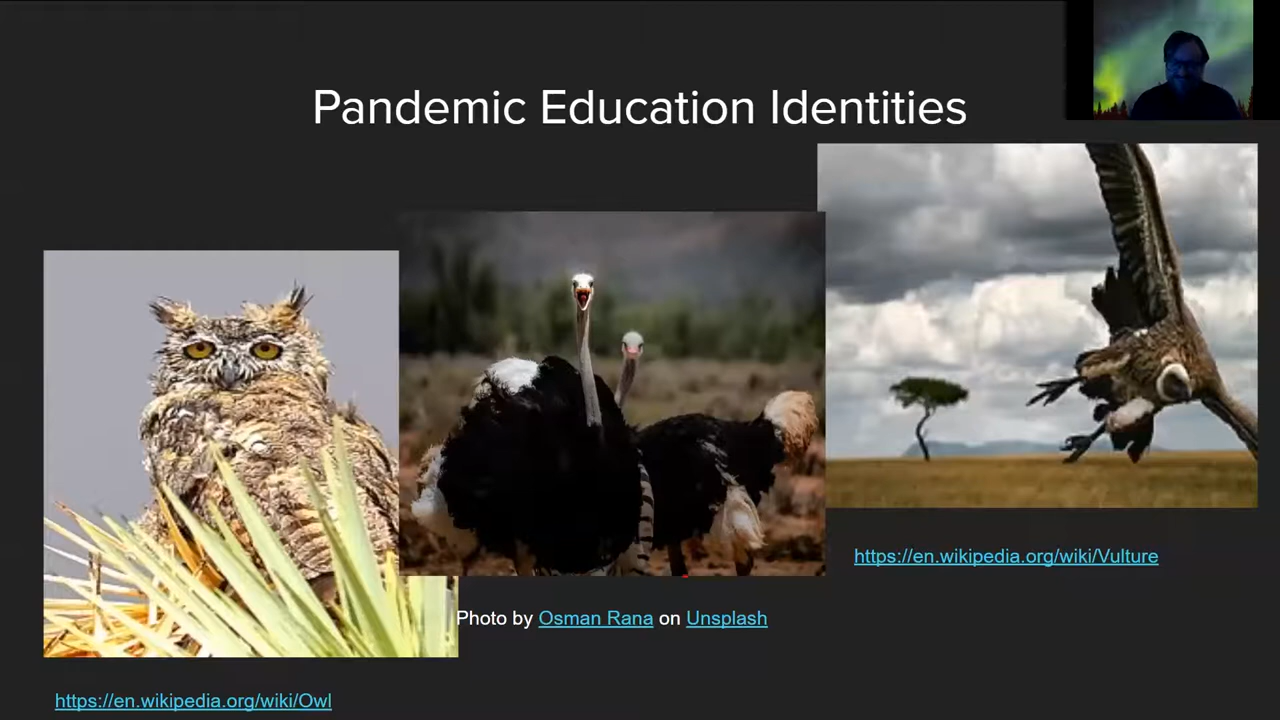 Pandemic Education Identities
https://en.wikipedia.org/wiki/Vulture
Photo by Osman Rana on Unsplash
https://en.wikipedia.org/wiki/Owl